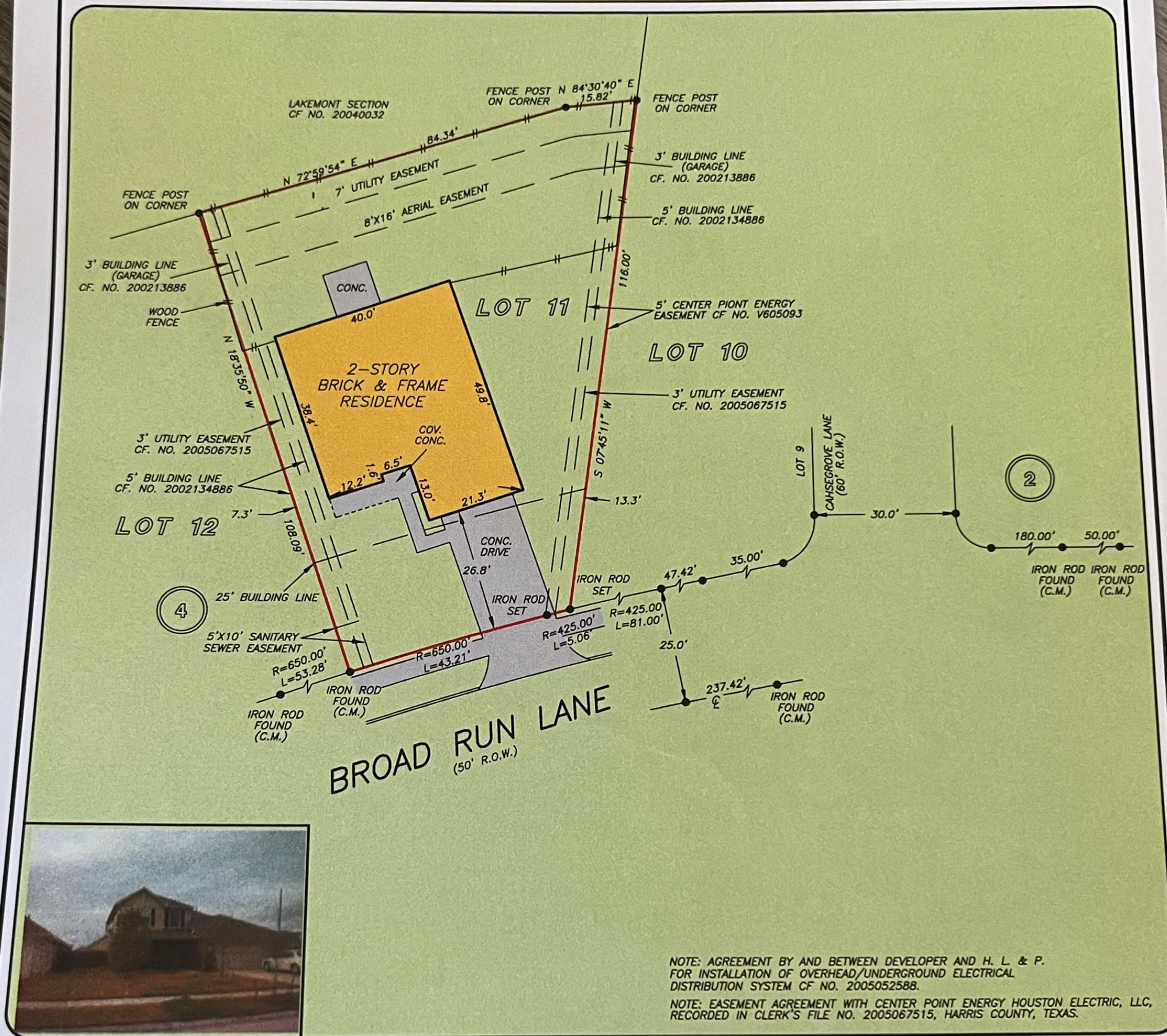 LAKEMONT SECTION
CF NO. 20040032
FENCE POST
ON CORNER
N 84°30'40" E
15.82'
FENCE POST
ON CORNER
84.34'
N 72°59'54" E
7' UTILITY EASEMENT
8'X16' AERIAL EASEMENT
3' BUILDING LINE
(GARAGE)
CF. NO. 200213886
FENCE POST
ON CORNER
5' BUILDING LINE
CF. NO. 2002134886
3' BUILDING LINE
(GARAGE)
CF. NO. 200213886
116.00'
CONC.
LOT 11
5' CENTER PIONT ENERGY
EASEMENT CF NO. V605093
WOOD
FENCE
40.0'
LOT 10
N 18°35'50" W
2-STORY
BRICK & FRAME
RESIDENCE
49.8'
38.4'
3' UTILITY EASEMENT
CF. NO. 2005067515
S 07°45'11" W
COV.
CONC.
3' UTILITY EASEMENT
CF. NO. 2005067515
6.5'
1.6'
12.2'
13.0'
21.3'
LOT 9
CAHSEGROVE LANE
(60' R.O.W.)
2
5' BUILDING LINE
CF. NO. 2002134886
7.3'
13.3'
30.0'
LOT 12
108.09'
CONC.
DRIVE
26.8'
180.00'
50.00'
IRON ROD
FOUND
(C.M.)
IRON ROD
FOUND
(C.M.)
35.00'
47.42'
IRON ROD
SET
IRON ROD
SET
4
25' BUILDING LINE
R=425.00'
L=81.00'
R=425.00'
L=5.06'
5'X10' SANITARY
SEWER EASEMENT
R=650.00'
L=53.28'
R=650.00'
L=43.21'
25.0'
IRON ROD
FOUND
(C.M.)
IRON ROD
FOUND
(C.M.)
237.42'
℄
IRON ROD
FOUND
(C.M.)
BROAD RUN LANE
(50' R.O.W.)
NOTE: AGREEMENT BY AND BETWEEN DEVELOPER AND H. L. & P.
FOR INSTALLATION OF OVERHEAD/UNDERGROUND ELECTRICAL
DISTRIBUTION SYSTEM CF NO. 2005052588.
NOTE: EASEMENT AGREEMENT WITH CENTER POINT ENERGY HOUSTON ELECTRIC, LLC,
RECORDED IN CLERK'S FILE NO. 2005067515, HARRIS COUNTY, TEXAS.